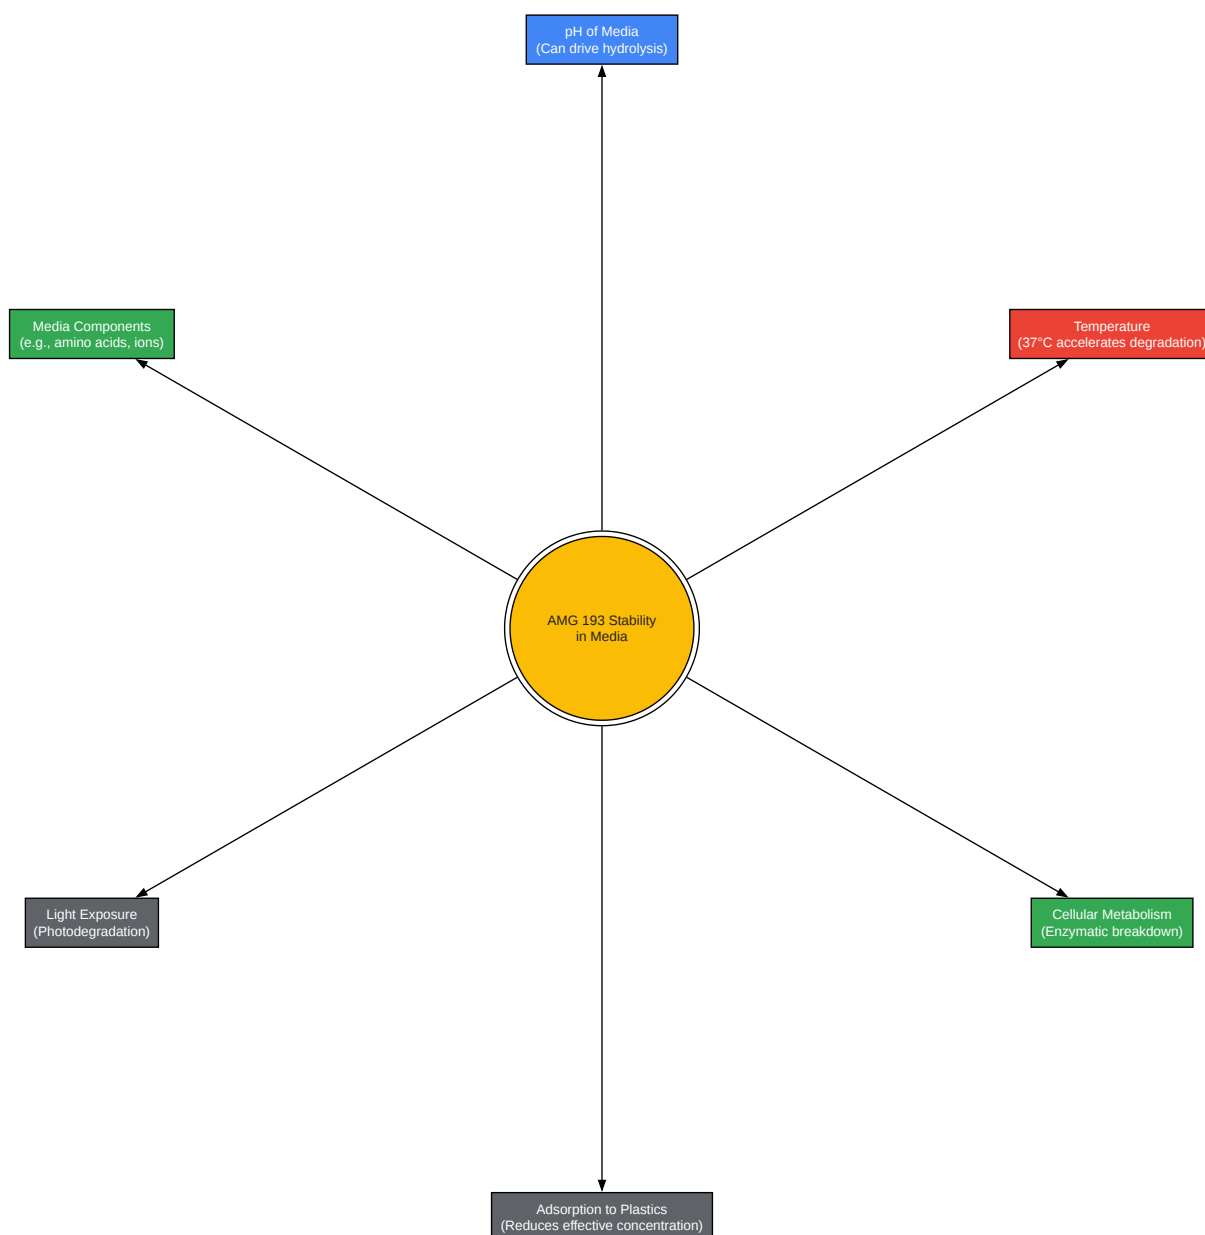 pH of Media
(Can drive hydrolysis)
Media Components
(e.g., amino acids, ions)
Temperature
(37°C accelerates degradation)
AMG 193 Stability
in Media
Light Exposure
(Photodegradation)
Cellular Metabolism
(Enzymatic breakdown)
Adsorption to Plastics
(Reduces effective concentration)